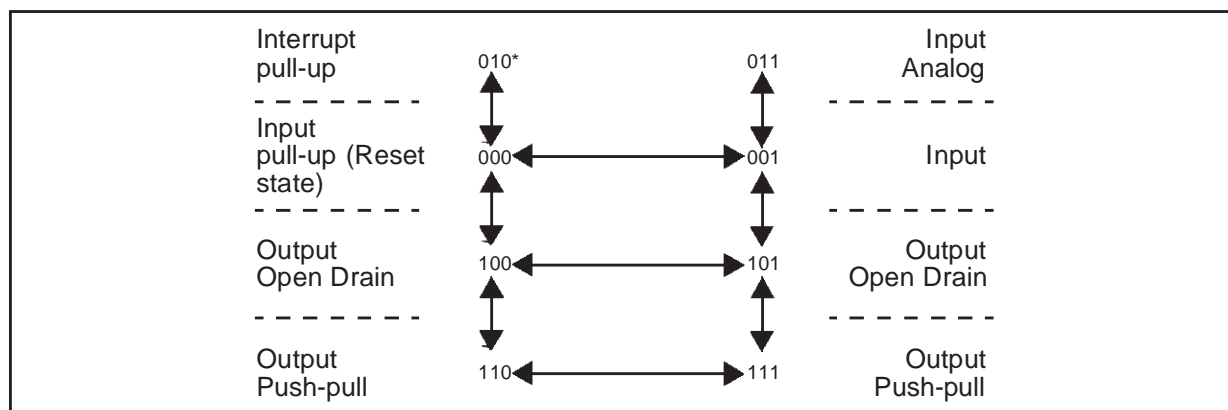 Interrupt
pull-up
010*
011
Input
Analog
Input
pull-up (Reset
state)
000
001
Input
Output
Open Drain
100
101
Output
Open Drain
Output
Push-pull
110
111
Output
Push-pull